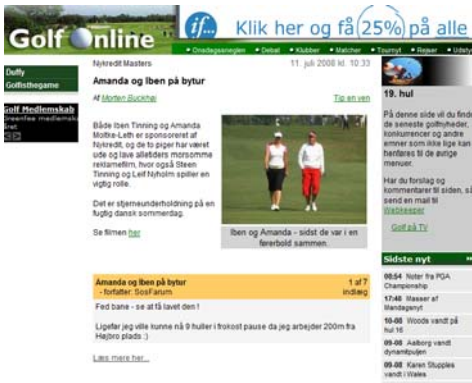 if... Klik her og få 25% på alle
Golf Online
Onsdagssneglen • Debat • Klubber • Matcher • Tournyt • Rejser • Udstyr
Duffy
Golfisthegame
Golf Medlemskab
Greenfee medlemska
året.
Nykredit Masters
11. juli 2008 kl. 10:33
Amanda og Iben på bytur
Af Morten Buckhøj
Tip en ven
Både Iben Tinning og Amanda
Moltke-Leth er sponsoreret af
Nykredit, og de to piger har været
ude og lave alletiders morsomme
reklamefilm, hvor også Steen
Tinning og Leif Nyholm spiller en
vigtig rolle.
Det er stjerneunderholdning på en
fugtig dansk sommerdag.
Se filmen her
Iben og Amanda - sidst de var i en
førerbold sammen.
Amanda og Iben på bytur
- forfatter: SosFarum
1 af 7
indlæg
Fed bane - se at få lavet den !
Ligefør jeg ville kunne nå 9 huller i frokost pause da jeg arbejder 200m fra
Højbro plads :)
Læs mere her...
19. hul
På denne side vil du finde
de seneste golfnyheder,
konkurrencer og andre
emner som ikke lige kan
henføres til de øvrige
menuer.
Har du forslag og
kommentarer til siden, så
send en mail til
Webkeeper
Golf på TV
Sidste nyt
08:54 Noter fra PGA
Championship
17:48 Masser af
Mandagsnyt
10-08 Woods vandt på
hul 16
09-08 Aalborg vandt
dynamitpuljen
09-08 Karen Stupples
vandt i Wales